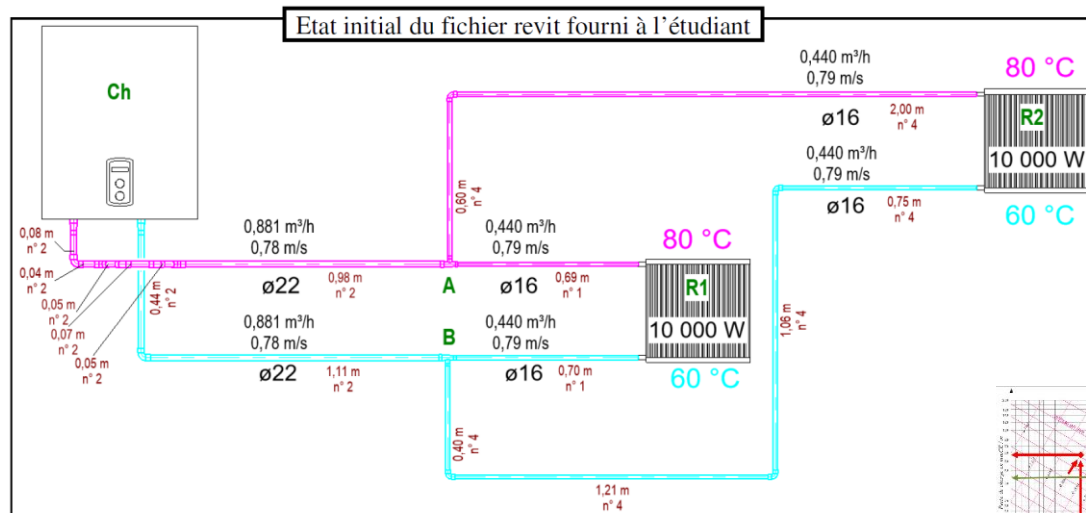 Etat initial du fichier revit fourni à l'étudiant
Ch
0,440 m³/h
0,79 m/s
80 °C
ø16
2,00 m
n° 4
R2
10 000 W
0,440 m³/h
0,79 m/s
ø16
0,75 m
n° 4
60 °C
0,60 m
n° 4
0,08 m
n° 2
0,881 m³/h
0,78 m/s
0,440 m³/h
0,79 m/s
80 °C
0,04 m
n° 2
ø22
0,98 m
n° 2
A
ø16
0,69 m
n° 1
R1
0,05 m
n° 2
0,07 m
n° 2
0,05 m
n° 2
0,44 m
n° 2
0,881 m³/h
0,78 m/s
B
0,440 m³/h
0,79 m/s
10 000 W
1,06 m
n° 4
ø22
1,11 m
n° 2
ø16
0,70 m
n° 1
60 °C
0,40 m
n° 4
1,21 m
n° 4